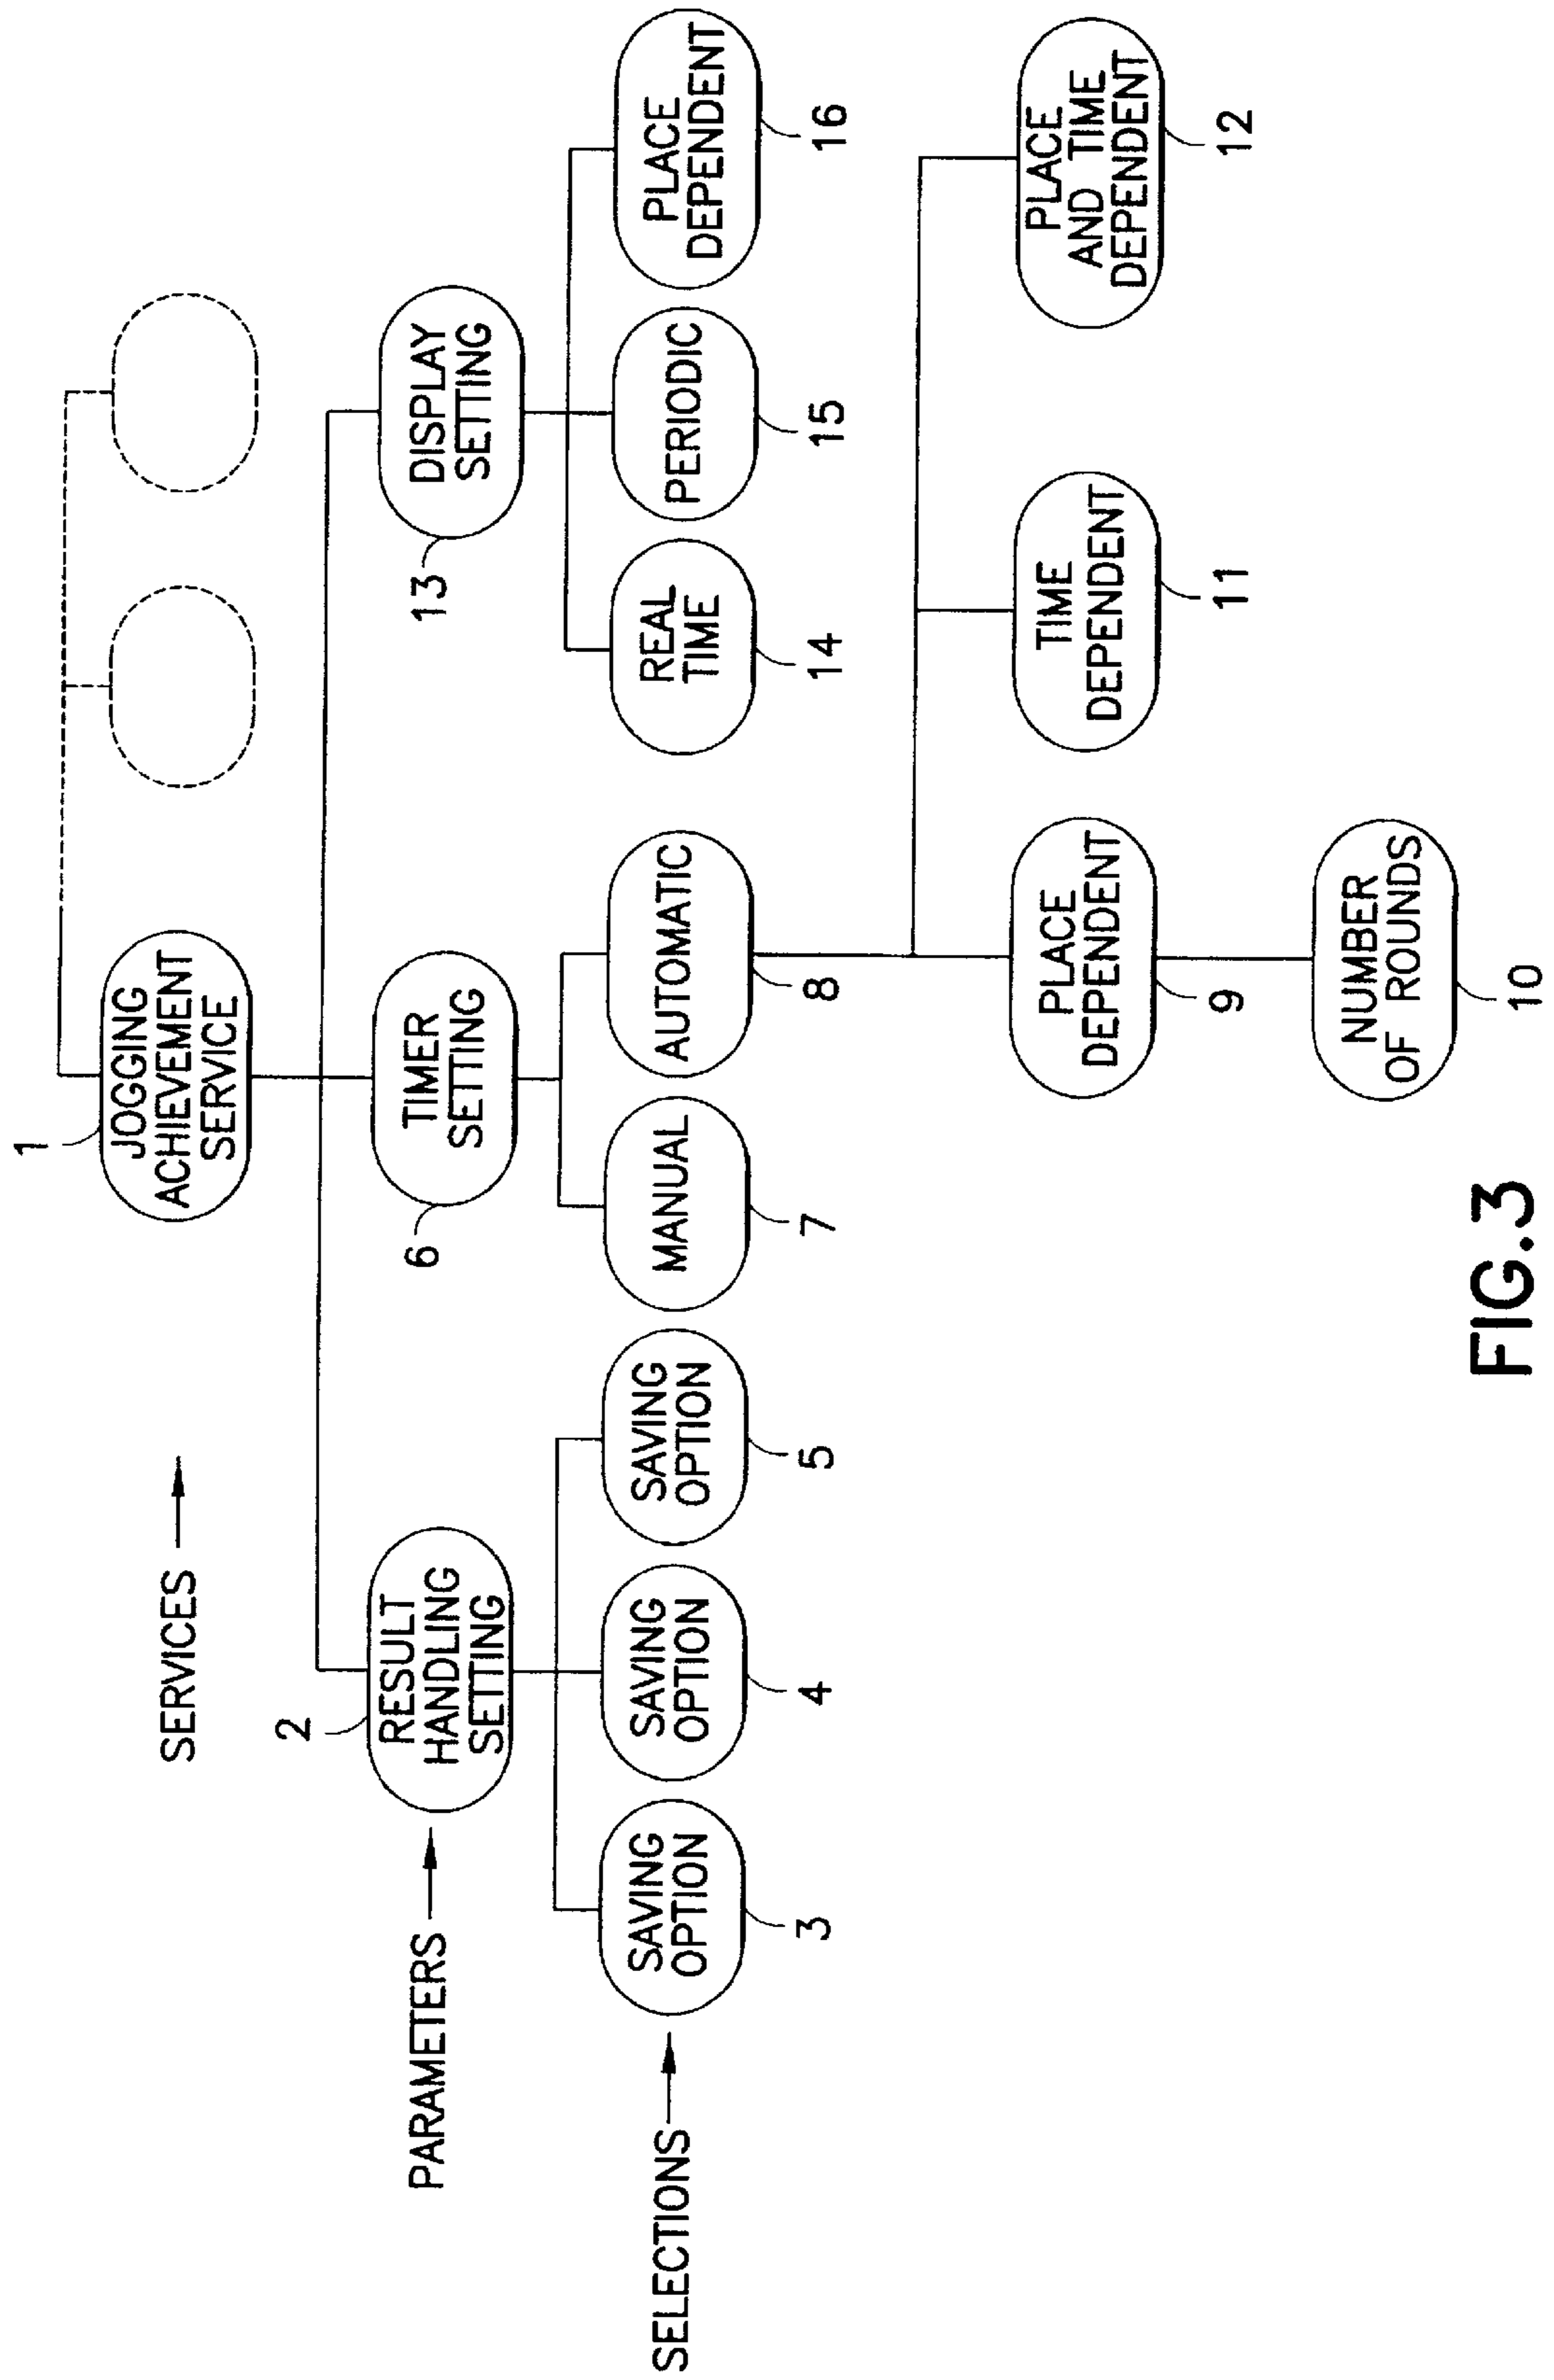 1
JOGGING
ACHIEVEMENT
SERVICE
SERVICES
2
RESULT
HANDLING
SETTING
6
TIMER
SETTING
13
DISPLAY
SETTING
PARAMETERS
SELECTIONS
SAVING
OPTION
3
SAVING
OPTION
4
SAVING
OPTION
5
MANUAL
7
AUTOMATIC
8
REAL
TIME
14
PERIODIC
15
PLACE
DEPENDENT
16
PLACE
DEPENDENT
9
TIME
DEPENDENT
11
PLACE
AND TIME
DEPENDENT
12
NUMBER
OF ROUNDS
10
FIG.3